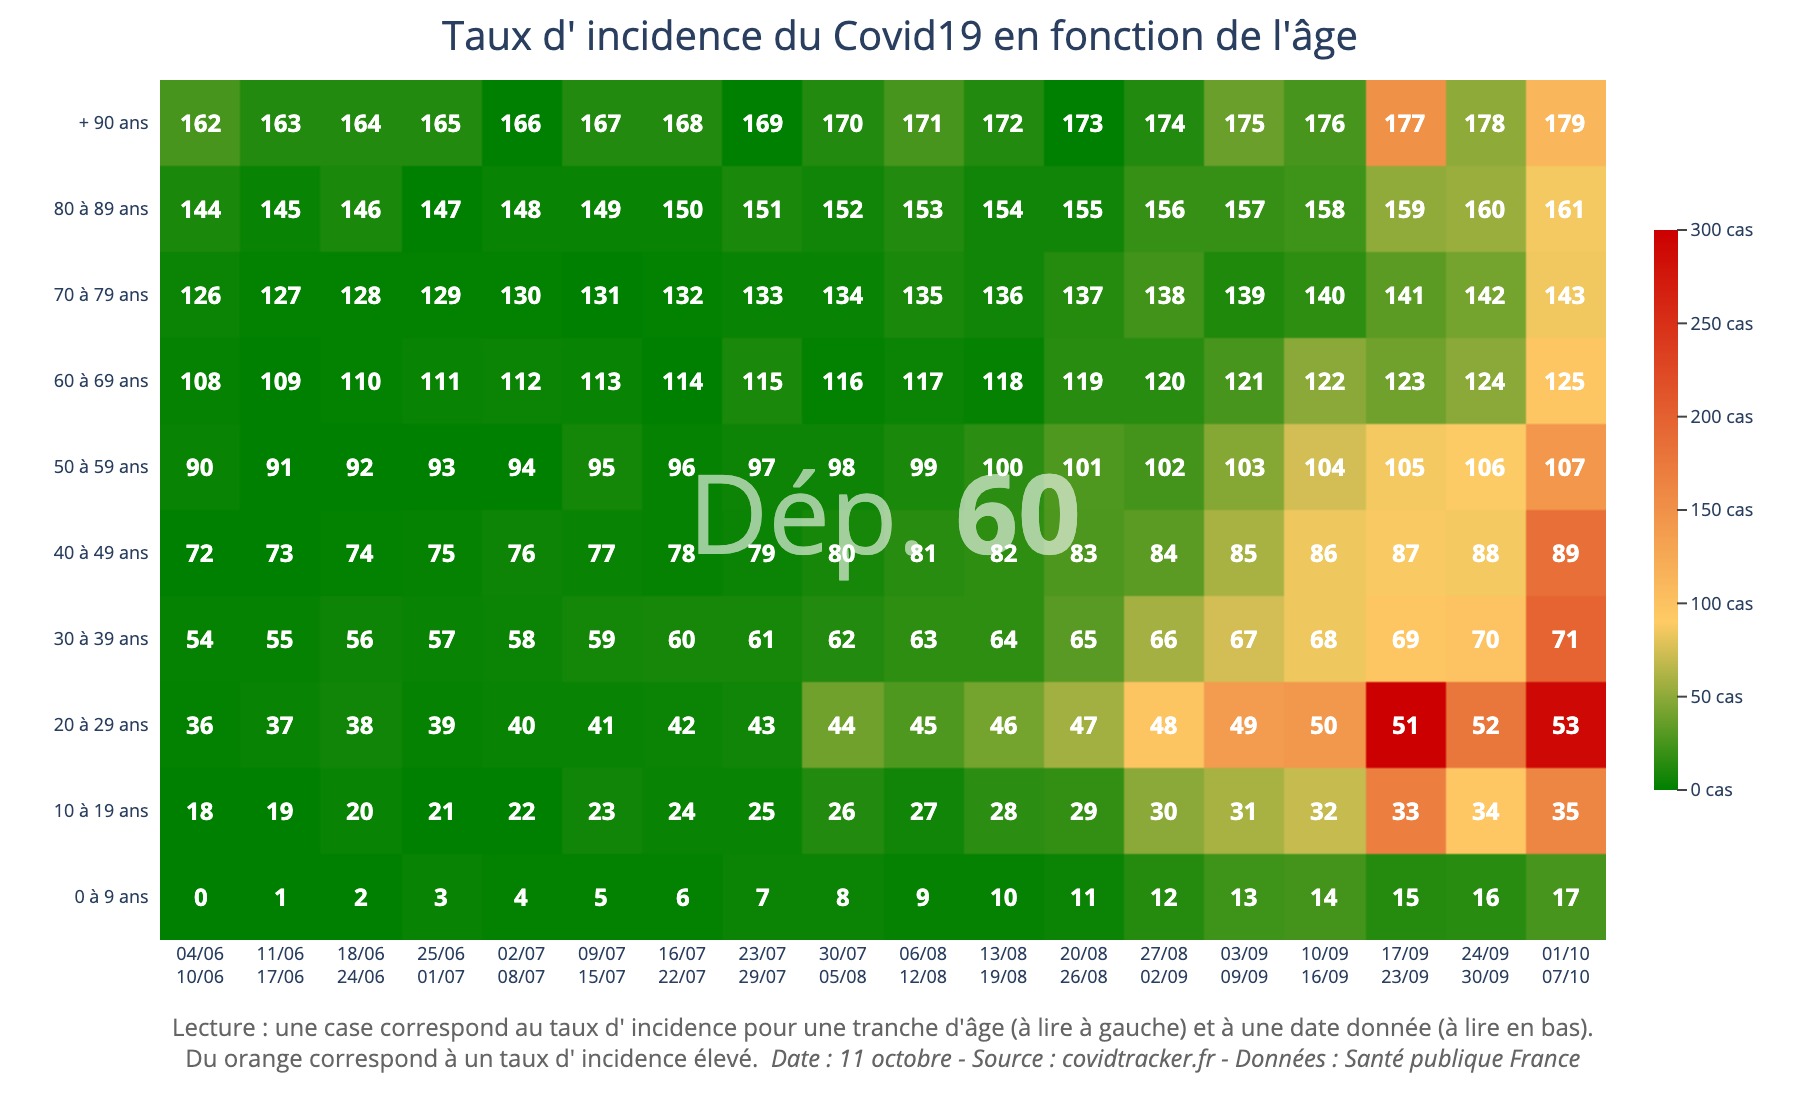 Taux d' incidence du Covid19 en fonction de l'âge
+ 90 ans 162 163 164 165 166 167 168 169 170 171 172 173 174 175 176 177 178 179
80 à 89 ans 144 145 146 147 148 149 150 151 152 153 154 155 156 157 158 159 160 161
70 à 79 ans 126 127 128 129 130 131 132 133 134 135 136 137 138 139 140 141 142 143
60 à 69 ans 108 109 110 111 112 113 114 115 116 117 118 119 120 121 122 123 124 125
50 à 59 ans 90 91 92 93 94 95 96 97 98 99 100 101 102 103 104 105 106 107
Dép. 60
40 à 49 ans 72 73 74 75 76 77 78 79 80 81 82 83 84 85 86 87 88 89
30 à 39 ans 54 55 56 57 58 59 60 61 62 63 64 65 66 67 68 69 70 71
20 à 29 ans 36 37 38 39 40 41 42 43 44 45 46 47 48 49 50 51 52 53
10 à 19 ans 18 19 20 21 22 23 24 25 26 27 28 29 30 31 32 33 34 35
0 à 9 ans 0 1 2 3 4 5 6 7 8 9 10 11 12 13 14 15 16 17
04/06 11/06 18/06 25/06 02/07 09/07 16/07 23/07 30/07 06/08 13/08 20/08 27/08 03/09 10/09 17/09 24/09 01/10
10/06 17/06 24/06 01/07 08/07 15/07 22/07 29/07 05/08 12/08 19/08 26/08 02/09 09/09 16/09 23/09 30/09 07/10
300 cas
250 cas
200 cas
150 cas
100 cas
50 cas
0 cas
Lecture : une case correspond au taux d' incidence pour une tranche d'âge (à lire à gauche) et à une date donnée (à lire en bas).
Du orange correspond à un taux d' incidence élevé. Date : 11 octobre - Source : covidtracker.fr - Données : Santé publique France